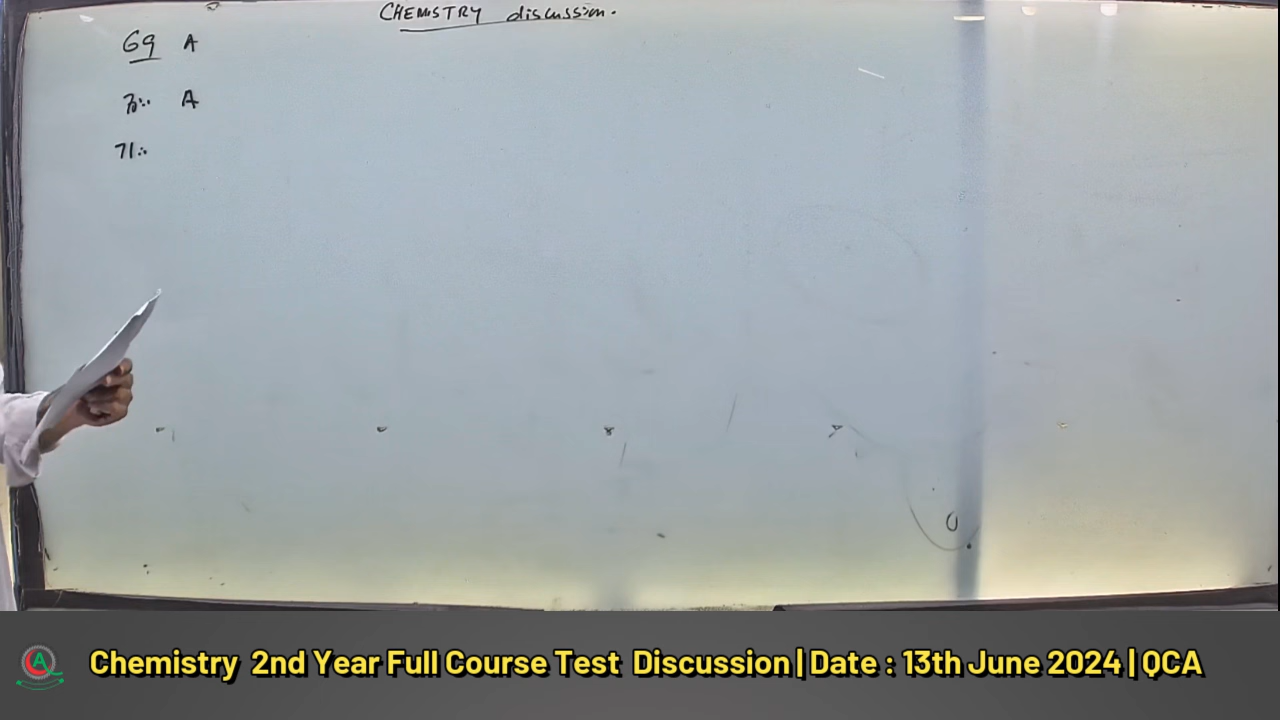 CHEMISTRY discussion.
69 A
70:. A
71:.
Chemistry 2nd Year Full Course Test Discussion | Date : 13th June 2024 | QCA